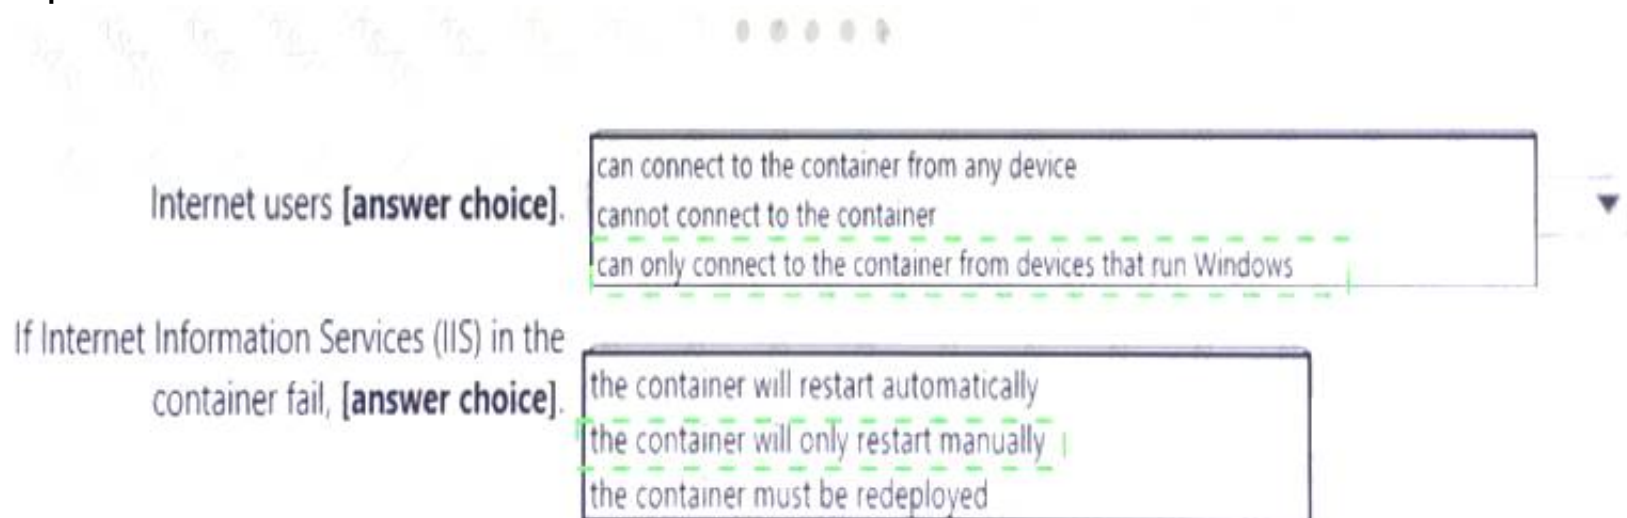 can connect to the container from any device
Internet users [answer choice].
cannot connect to the container
can only connect to the container from devices that run Windows
If Internet Information Services (IIS) in the
container fail, [answer choice].
the container will restart automatically
the container will only restart manually
the container must be redeployed